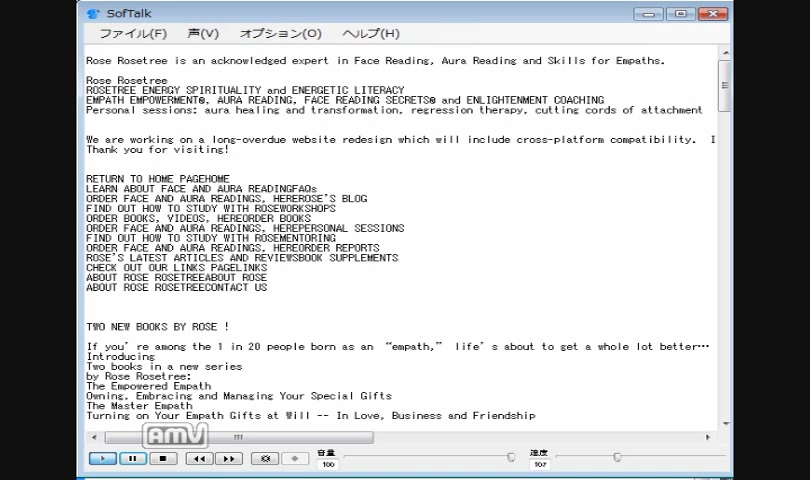 SofTalk
ファイル(F) 声(V) オプション(O) ヘルプ(H)
Rose Rosetree is an acknowledged expert in Face Reading, Aura Reading and Skills for Empaths.
Rose Rosetree
ROSETREE ENERGY SPIRITUALITY and ENERGETIC LITERACY
EMPATH EMPOWERMENT®, AURA READING, FACE READING SECRETS® and ENLIGHTENMENT COACHING
Personal sessions: aura healing and transformation, regression therapy, cutting cords of attachment
We are working on a long-overdue website redesign which will include cross-platform compatibility. I
Thank you for visiting!
RETURN TO HOME PAGEHOME
LEARN ABOUT FACE AND AURA READINGFAQs
ORDER FACE AND AURA READINGS, HEREROSE'S BLOG
FIND OUT HOW TO STUDY WITH ROSEWORKSHOPS
ORDER BOOKS, VIDEOS, HEREORDER BOOKS
ORDER FACE AND AURA READINGS, HEREPERSONAL SESSIONS
FIND OUT HOW TO STUDY WITH ROSEMENTORING
ORDER FACE AND AURA READINGS, HEREORDER REPORTS
ROSE'S LATEST ARTICLES AND REVIEWSBOOK SUPPLEMENTS
CHECK OUT OUR LINKS PAGELINKS
ABOUT ROSE ROSETREEABOUT ROSE
ABOUT ROSE ROSETREECONTACT US
TWO NEW BOOKS BY ROSE !
If you’re among the 1 in 20 people born as an “empath,” life’s about to get a whole lot better…
Introducing
Two books in a new series
by Rose Rosetree:
The Empowered Empath
Owning, Embracing and Managing Your Special Gifts
The Master Empath
Turning on Your Empath Gifts at Will -- In Love, Business and Friendship
AMV
音量
100
速度
107